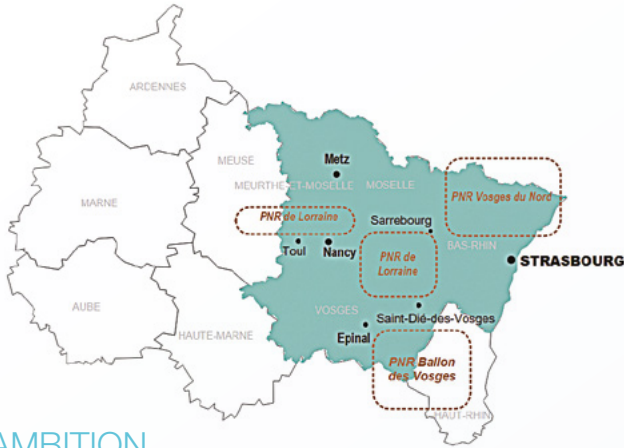 ARDENNES
MEUSE
Metz
MEURTHE-ET-MOSELLE
MOSELLE
PNR Vosges du Nord
MARNE
PNR de Lorraine
Sarrebourg
Toul
Nancy
PNR de
Lorraine
BAS-RHIN
STRASBOURG
AUBE
VOSGES
Saint-Dié-des-Vosges
HAUTE-MARNE
Epinal
PNR Ballon
des Vosges
HAUT-RHIN
AMBITION